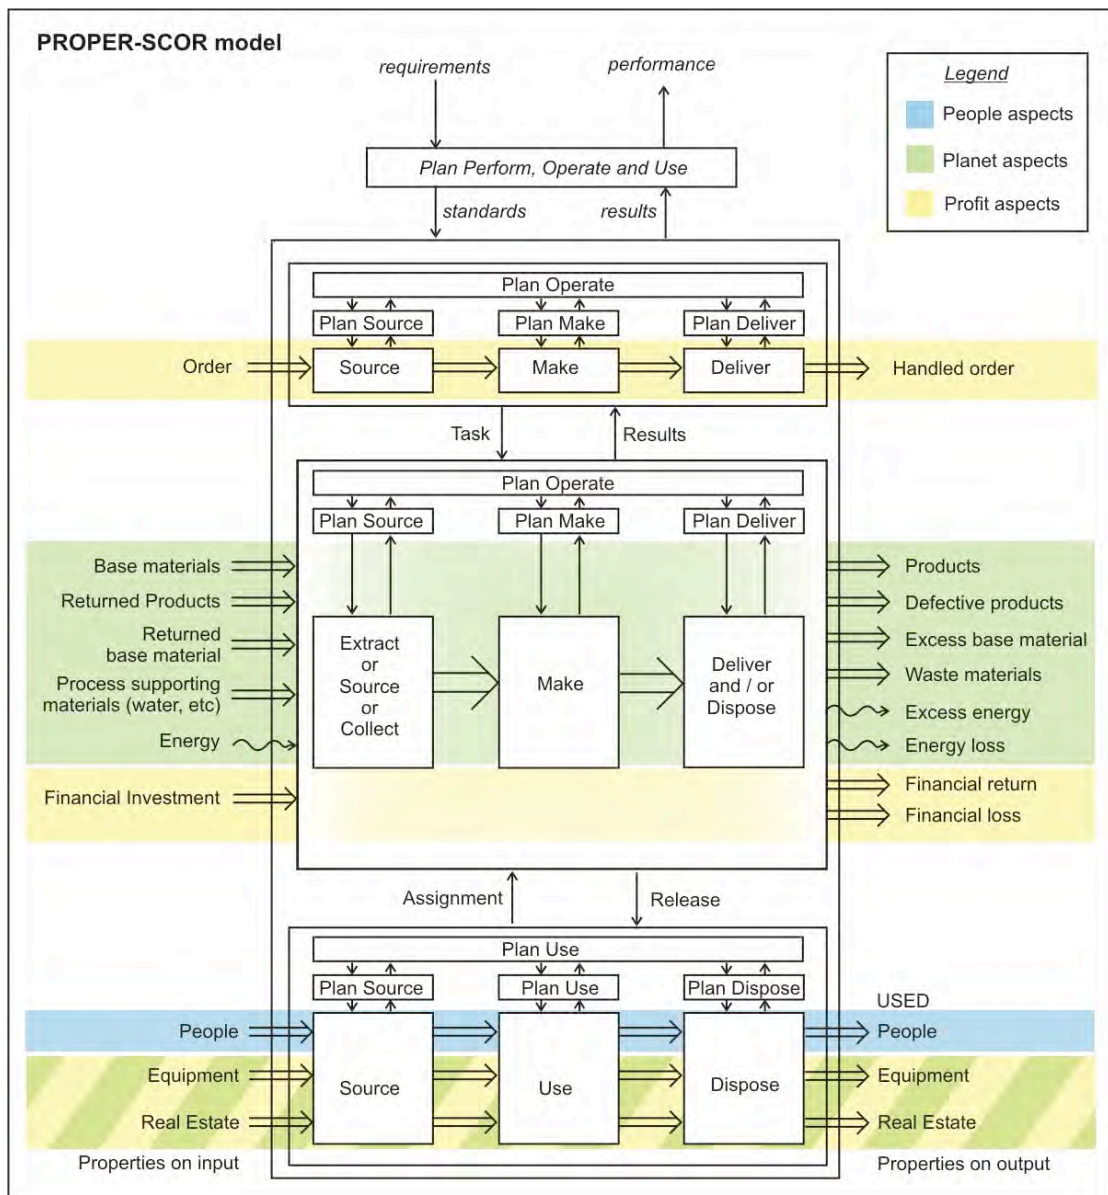 PROPER-SCOR model
requirements
performance
Legend
People aspects
Planet aspects
Profit aspects
Plan Perform, Operate and Use
standards
results
Plan Operate
Plan Source
Plan Make
Plan Deliver
Order
Source
Make
Deliver
Handled order
Task
Results
Plan Operate
Plan Source
Plan Make
Plan Deliver
Base materials
Returned Products
Returned
base material
Process supporting
materials (water, etc)
Energy
Financial Investment
Extract
or
Source
or
Collect
Make
Deliver
and / or
Dispose
Products
Defective products
Excess base material
Waste materials
Excess energy
Energy loss
Financial return
Financial loss
Assignment
Release
Plan Use
Plan Source
Plan Use
Plan Dispose
People
Equipment
Real Estate
Properties on input
Source
Use
Dispose
USED
People
Equipment
Real Estate
Properties on output